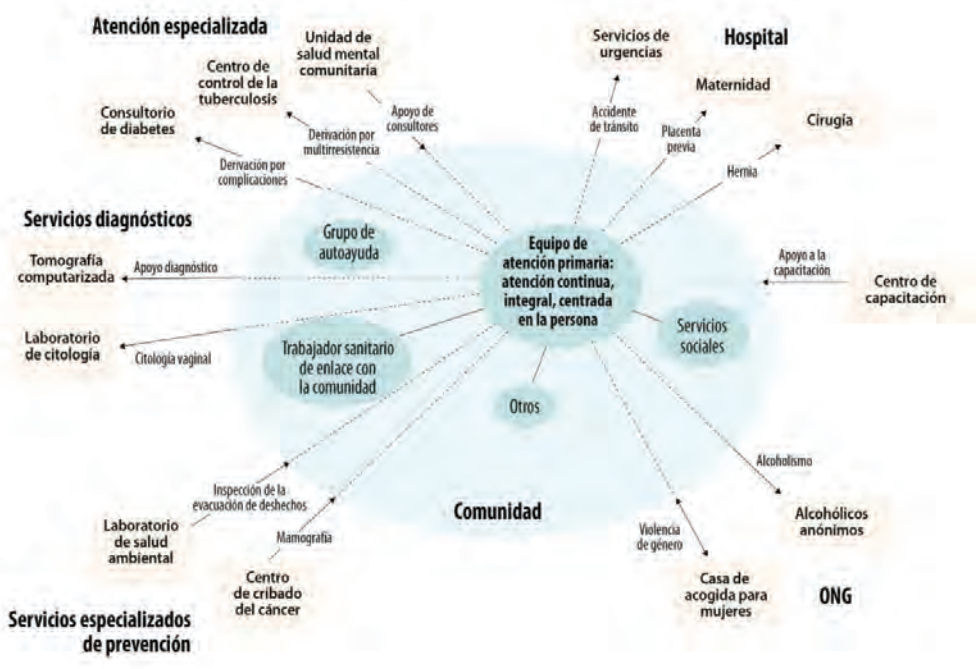 Atención especializada
Unidad de
salud mental
comunitaria
Centro de
control de la
tuberculosis
Consultorio
de diabetes
Apoyo de
consultores
Derivación por
multirresistencia
Derivación por
complicaciones
Servicios de
urgencias
Hospital
Maternidad
Cirugía
Accidente
de tránsito
Placenta
previa
Hernia
Servicios diagnósticos
Tomografía
computarizada
Apoyo diagnóstico
Laboratorio
de citología
Citología vaginal
Grupo de
autoayuda
Equipo de
atención primaria:
atención continua,
integral, centrada
en la persona
Apoyo a la
capacitación
Centro de
capacitación
Trabajador sanitario
de enlace con
la comunidad
Servicios
sociales
Otros
Comunidad
Inspección de la
evacuación de deshechos
Laboratorio
de salud
ambiental
Mamografía
Centro
de cribado
del cáncer
Servicios especializados
de prevención
Alcoholismo
Alcohólicos
anónimos
Violencia
de género
Casa de
acogida para
mujeres
ONG